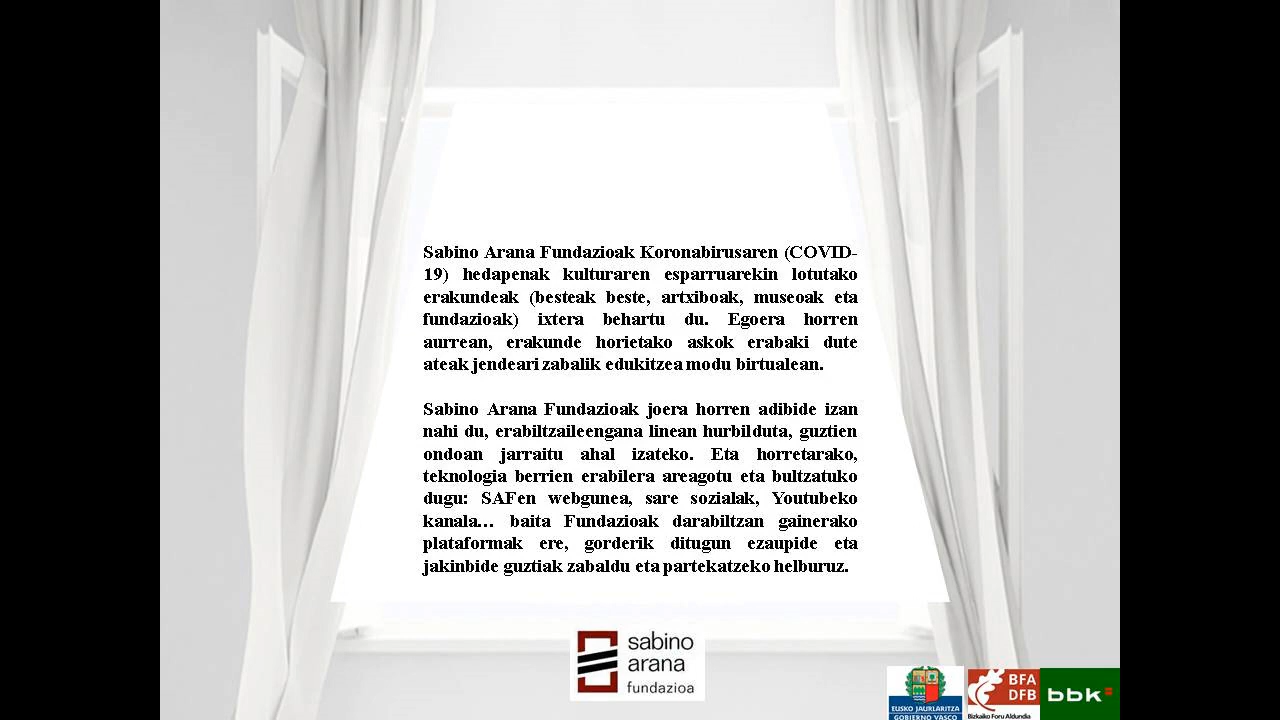 Sabino Arana Fundazioak Koronabirusaren (COVID-
19) hedapenak kulturaren esparruarekin lotutako
erakundeak (besteak beste, artxiboak, museoak eta
fundazioak) ixtera behartu du. Egoera horren
aurrean, erakunde horietako askok erabaki dute
ateak jendeari zabalik edukitzea modu birtualean.
Sabino Arana Fundazioak joera horren adibide izan
nahi du, erabiltzaileengana linean hurbilduta, guztien
ondoan jarraitu ahal izateko. Eta horretarako,
teknologia berrien erabilera areagotu eta bultzatuko
dugu: SAFen webgunea, sare sozialak, Youtubeko
kanala... baita Fundazioak darabiltzan gainerako
plataformak ere, gorderik ditugun ezaupide eta
jakinbide guztiak zabaldu eta partekatzeko helburuz.
sabino
arana
fundazioa
EUSKO JAURLARITZA
GOBIERNO VASCO
BFA
DFB
Bizkaiko Foru Aldundia
bbk